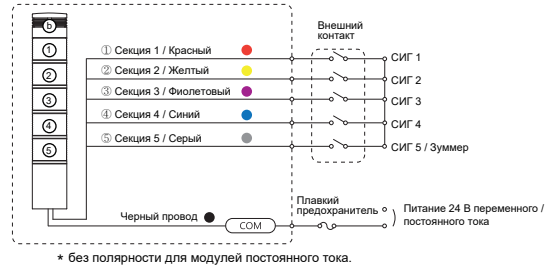 b
Внешний
контакт
1
① Секция 1 / Красный
СИГ 1
2
② Секция 2 / Желтый
СИГ 2
3
③ Секция 3 / Фиолетовый
СИГ 3
4
④ Секция 4 / Синий
СИГ 4
5
⑤ Секция 5 / Серый
СИГ 5 / Зуммер
Черный провод
COM
Плавкий
предохранитель
Питание 24 В переменного /
постоянного тока
* без полярности для модулей постоянного тока.